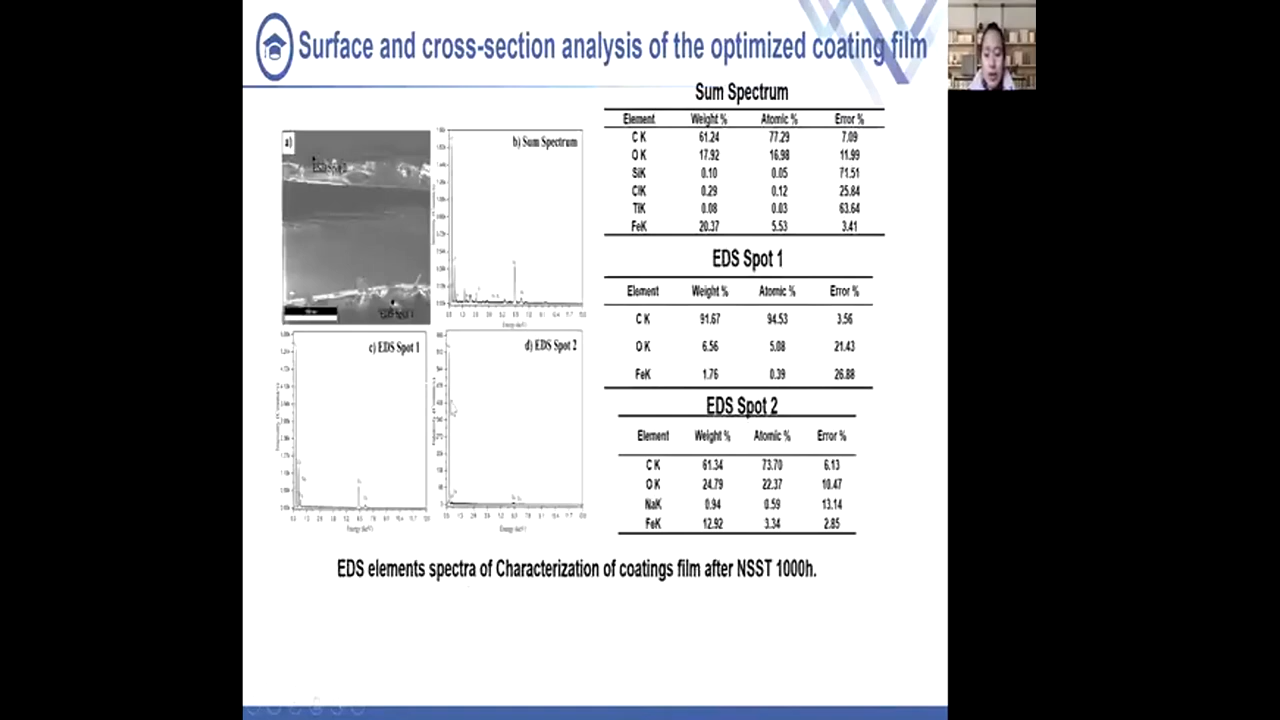 Surface and cross-section analysis of the optimized coating film
Sum Spectrum
Element Weight % Atomic % Error %
C K 61.24 77.29 7.09
O K 17.92 16.98 11.99
SiK 0.10 0.05 71.51
ClK 0.29 0.12 25.84
TiK 0.08 0.03 63.64
FeK 20.37 5.53 3.41
EDS Spot 1
Element Weight % Atomic % Error %
C K 91.67 94.53 3.56
O K 6.56 5.08 21.43
FeK 1.76 0.39 26.88
EDS Spot 2
Element Weight % Atomic % Error %
C K 61.34 73.70 6.13
O K 24.79 22.37 10.47
NaK 0.94 0.59 13.14
FeK 12.92 3.34 2.85
a)
b) Sum Spectrum
Energy (keV)
c) EDS Spot 1
Energy (keV)
d) EDS Spot 2
Energy (keV)
EDS elements spectra of Characterization of coatings film after NSST 1000h.